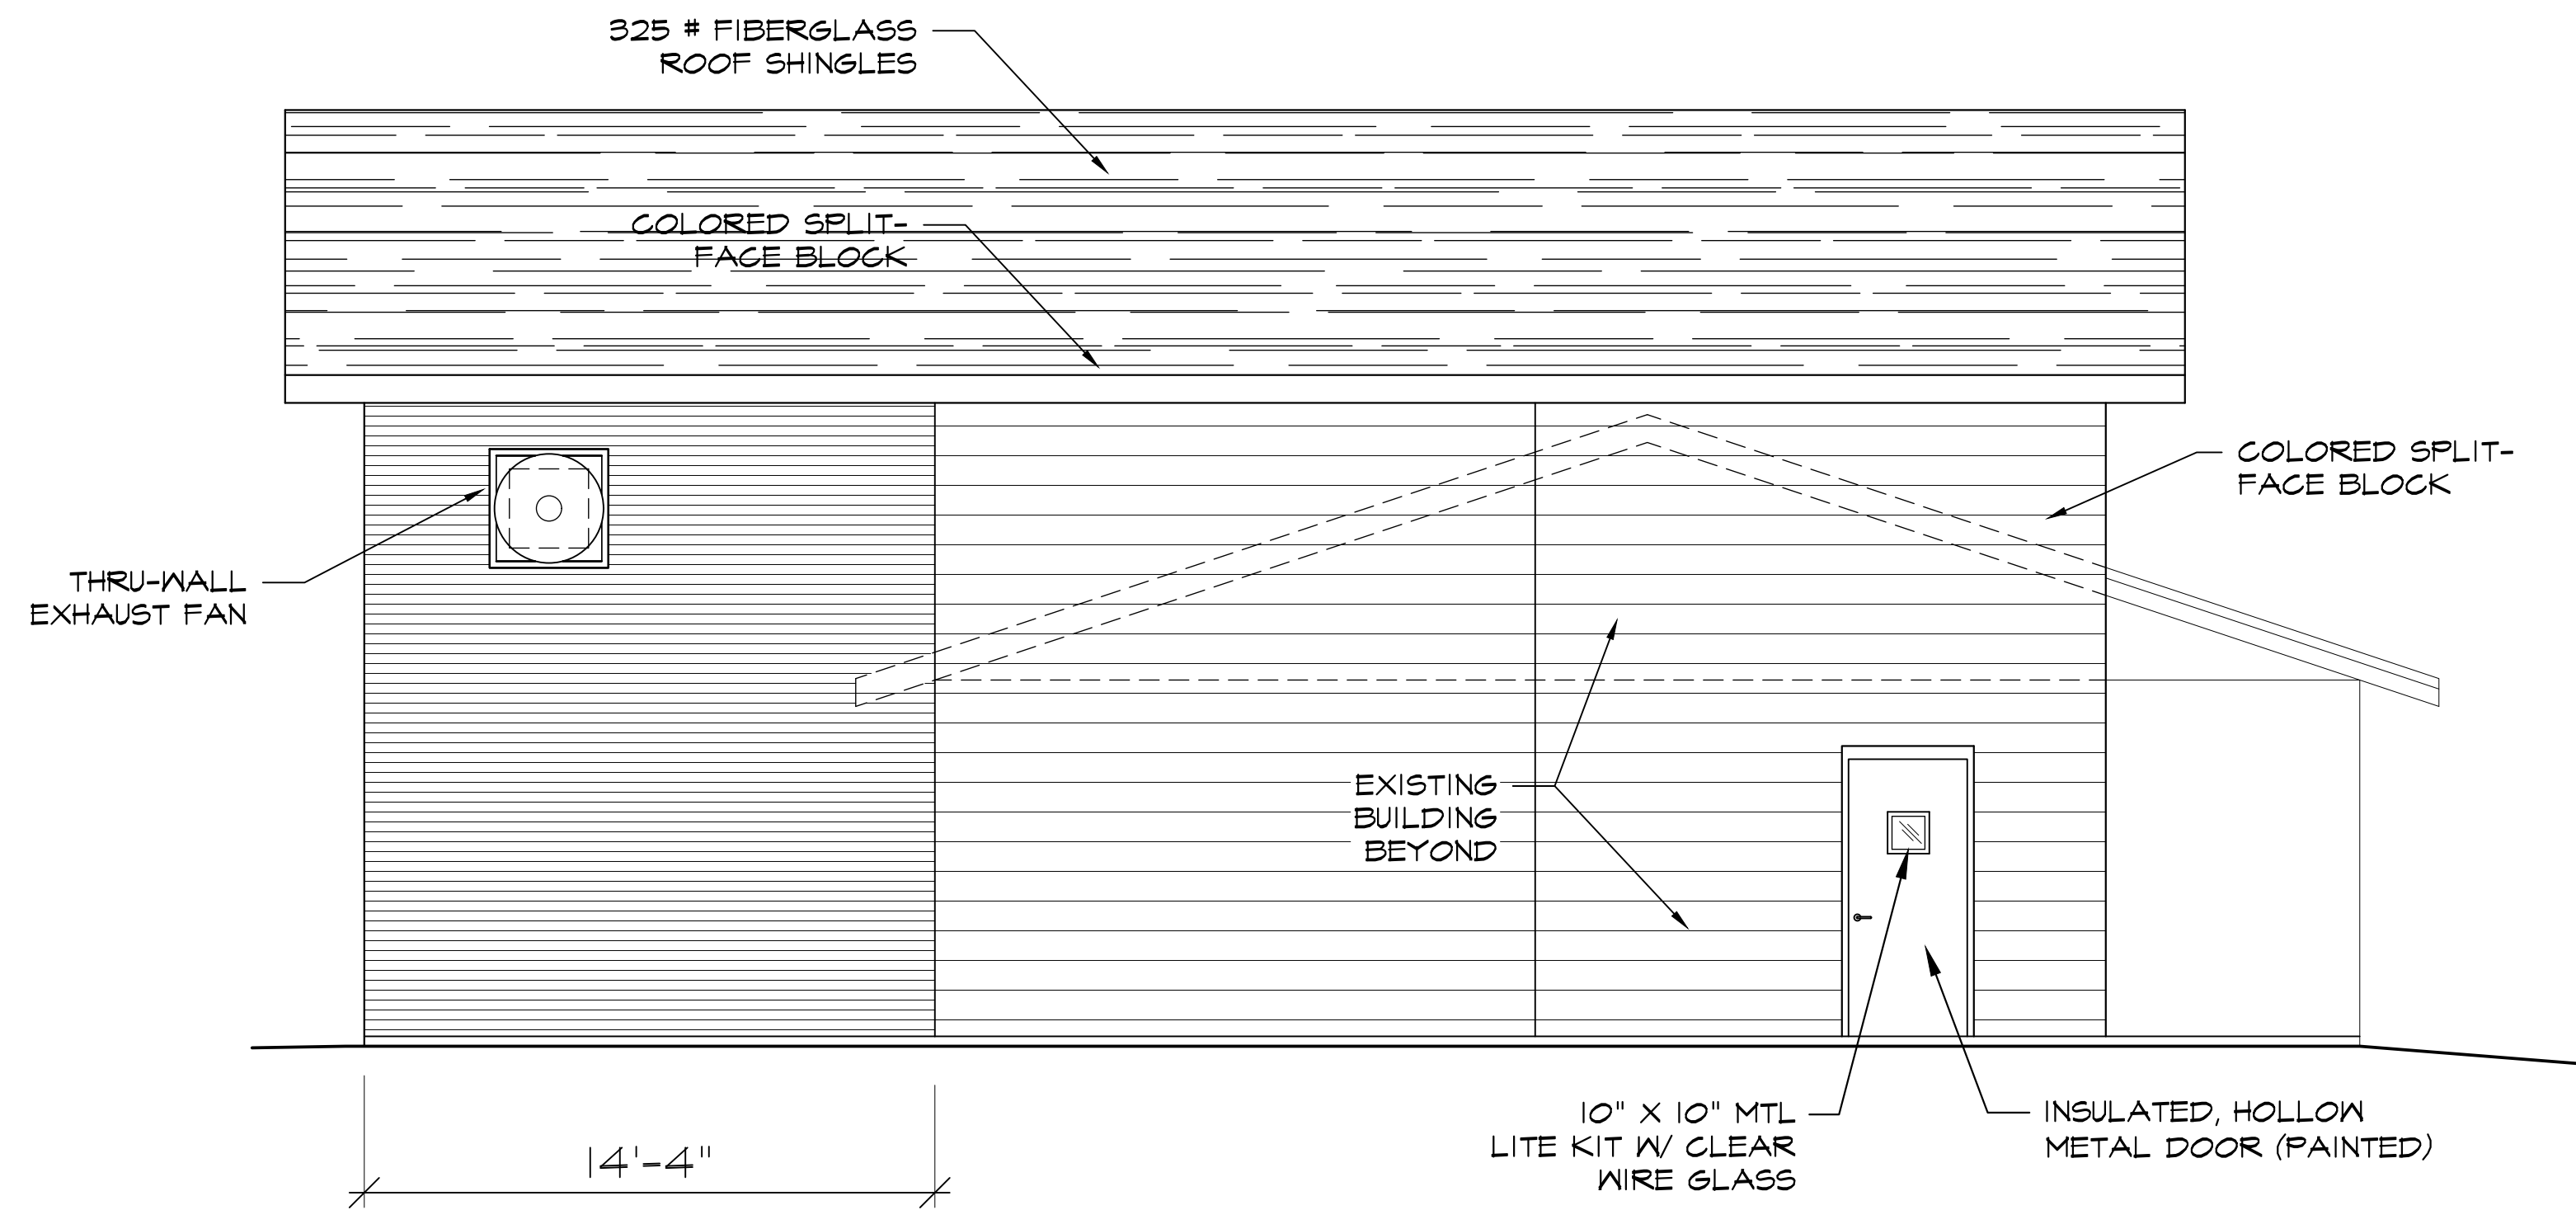 325 # FIBERGLASS
ROOF SHINGLES
COLORED SPLIT-
FACE BLOCK
COLORED SPLIT-
FACE BLOCK
THRU-WALL
EXHAUST FAN
EXISTING
BUILDING
BEYOND
10" X 10" MTL
LITE KIT W/ CLEAR
WIRE GLASS
INSULATED, HOLLOW
METAL DOOR (PAINTED)
14'-4"